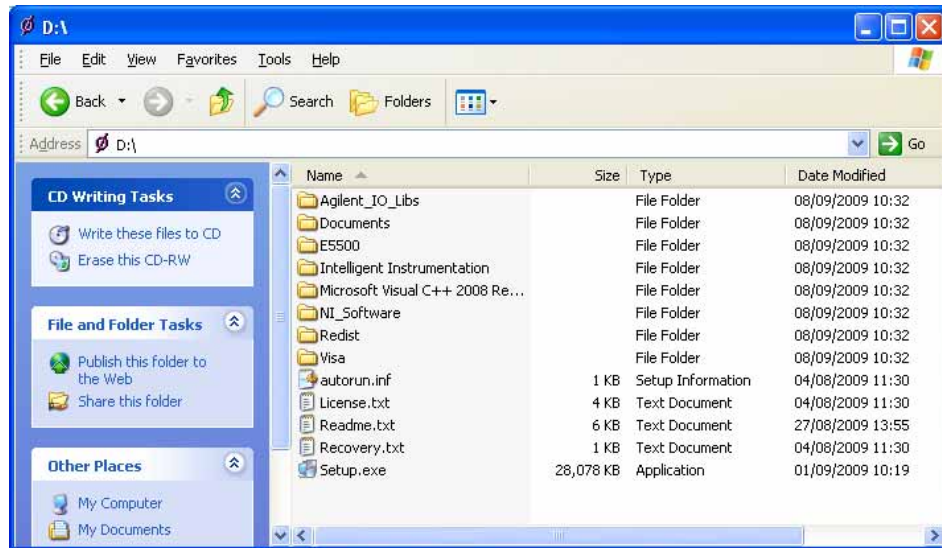 D:\
File Edit View Favorites Tools Help
Back Search Folders
Address D:\ Go
CD Writing Tasks
Write these files to CD
Erase this CD-RW
File and Folder Tasks
Publish this folder to
the Web
Share this folder
Other Places
My Computer
My Documents
Name Size Type Date Modified
Agilent_IO_Libs File Folder 08/09/2009 10:32
Documents File Folder 08/09/2009 10:32
E5500 File Folder 08/09/2009 10:32
Intelligent Instrumentation File Folder 08/09/2009 10:32
Microsoft Visual C++ 2008 Re... File Folder 08/09/2009 10:32
NI_Software File Folder 08/09/2009 10:32
Redist File Folder 08/09/2009 10:32
Visa File Folder 08/09/2009 10:32
autorun.inf 1 KB Setup Information 04/08/2009 11:30
License.txt 4 KB Text Document 04/08/2009 11:30
Readme.txt 6 KB Text Document 27/08/2009 13:55
Recovery.txt 1 KB Text Document 04/08/2009 11:30
Setup.exe 28,078 KB Application 01/09/2009 10:19